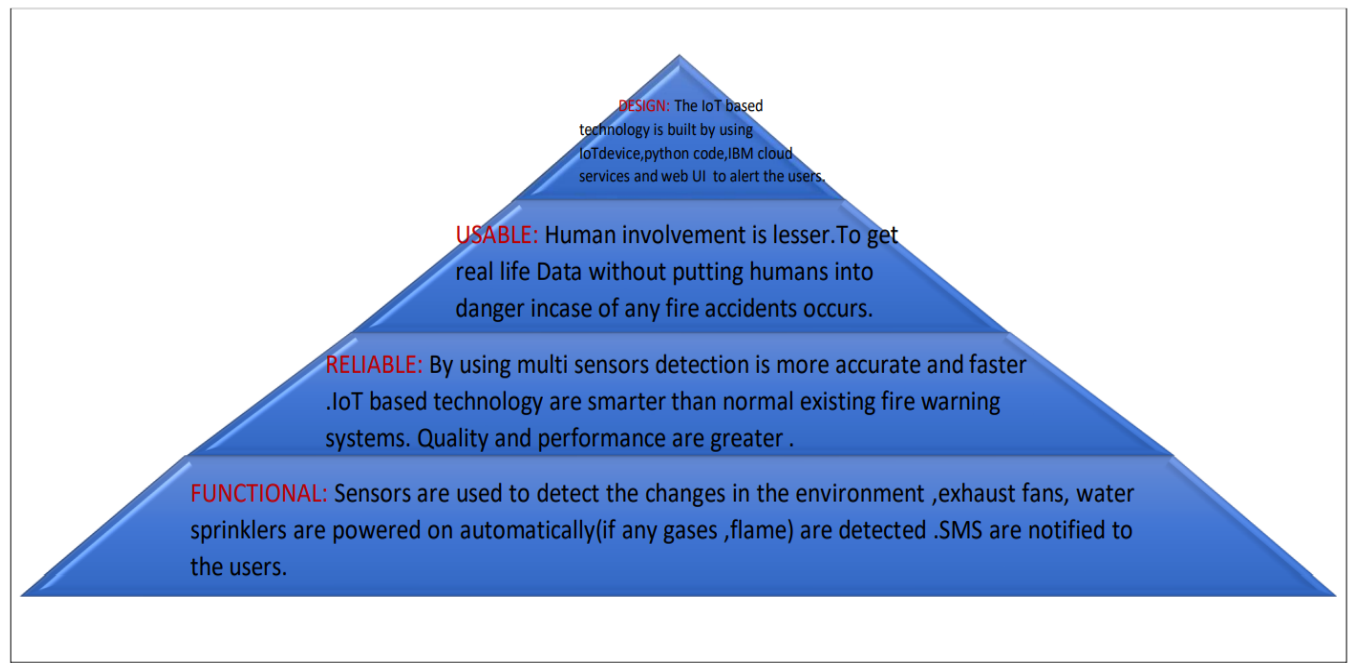 DESIGN: The IoT based
technology is built by using
IoTdevice,python code,IBM cloud
services and web UI to alert the users.
USABLE: Human involvement is lesser.To get
real life Data without putting humans into
danger incase of any fire accidents occurs.
RELIABLE: By using multi sensors detection is more accurate and faster
.IoT based technology are smarter than normal existing fire warning
systems. Quality and performance are greater .
FUNCTIONAL: Sensors are used to detect the changes in the environment ,exhaust fans, water
sprinklers are powered on automatically(if any gases ,flame) are detected .SMS are notified to
the users.